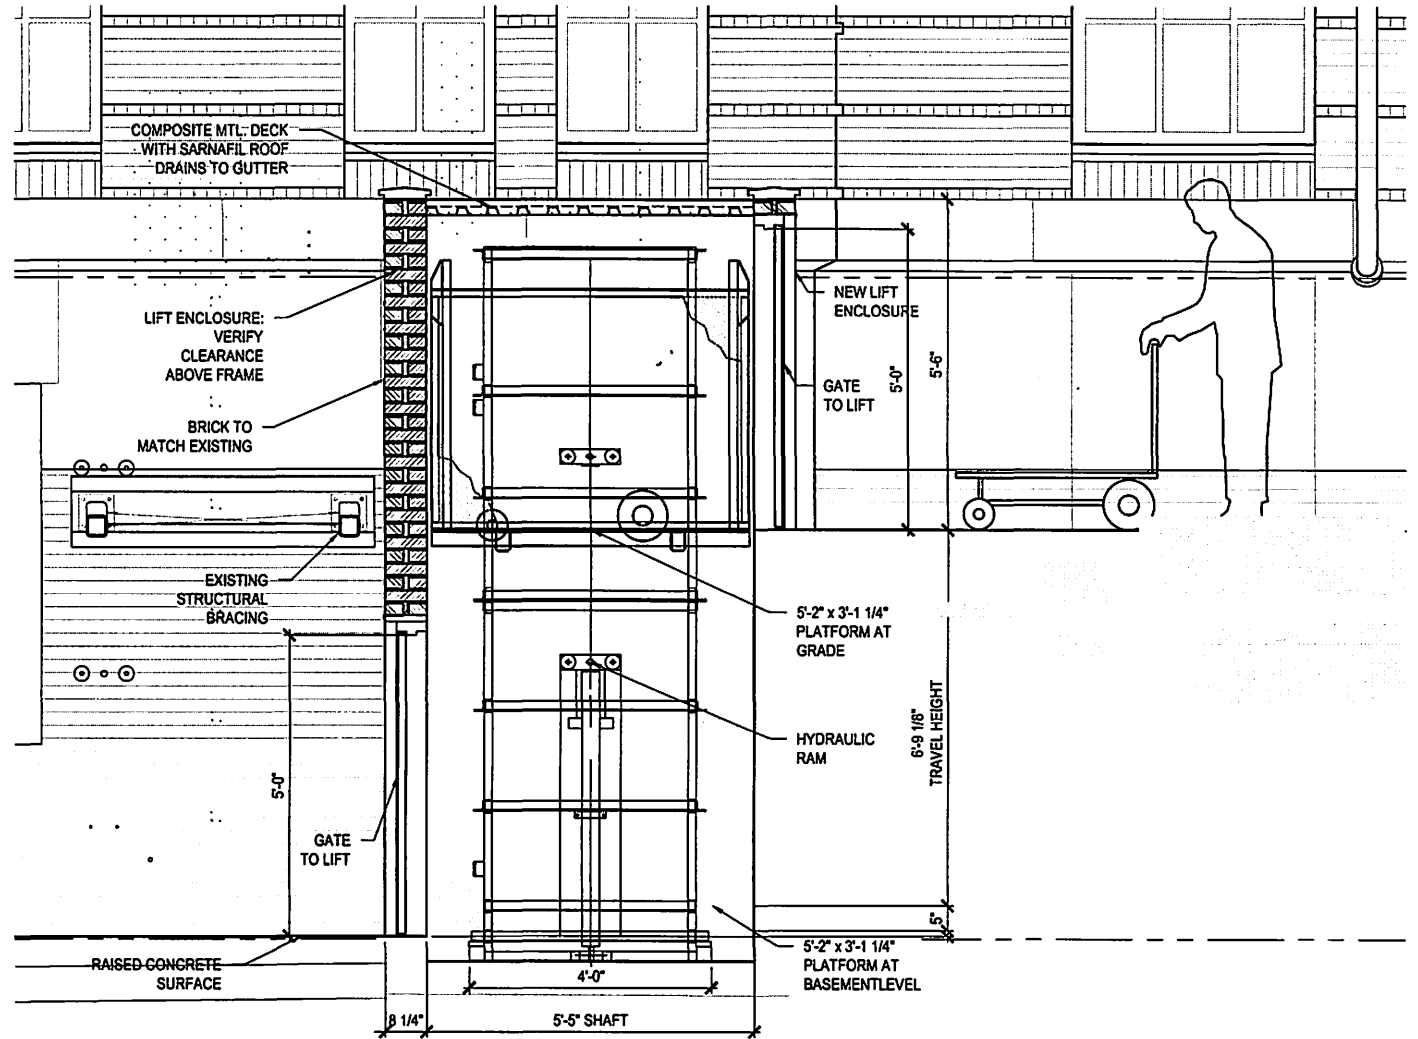 COMPOSITE MTL. DECK
WITH SARNAFIL ROOF
DRAINS TO GUTTER
LIFT ENCLOSURE:
VERIFY
CLEARANCE
ABOVE FRAME
BRICK TO
MATCH EXISTING
NEW LIFT
ENCLOSURE
GATE
TO LIFT
5'-0"
5'-6"
EXISTING
STRUCTURAL
BRACING
5'-2" x 3'-1 1/4"
PLATFORM AT
GRADE
HYDRAULIC
RAM
6'-9 1/8"
TRAVEL HEIGHT
5'-0"
GATE
TO LIFT
5"
RAISED CONCRETE
SURFACE
5'-2" x 3'-1 1/4"
PLATFORM AT
BASEMENTLEVEL
4'-0"
8 1/4"
5'-5" SHAFT